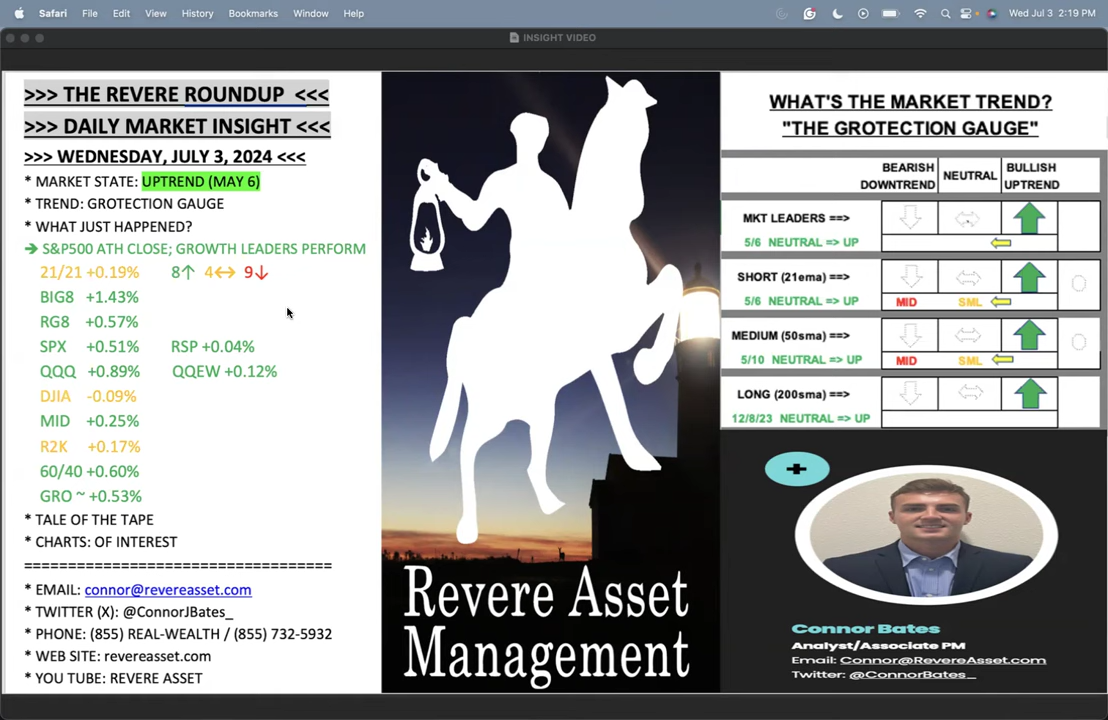 Safari File Edit View History Bookmarks Window Help Wed Jul 3 2:19 PM
INSIGHT VIDEO
>>> THE REVERE ROUNDUP <<<
>>> DAILY MARKET INSIGHT <<<
>>> WEDNESDAY, JULY 3, 2024 <<<
* MARKET STATE: UPTREND (MAY 6)
* TREND: GROTECTION GAUGE
* WHAT JUST HAPPENED?
➔ S&P500 ATH CLOSE; GROWTH LEADERS PERFORM
21/21 +0.19% 8↑ 4↔ 9↓
BIG8 +1.43%
RG8 +0.57%
SPX +0.51% RSP +0.04%
QQQ +0.89% QQEW +0.12%
DJIA -0.09%
MID +0.25%
R2K +0.17%
60/40 +0.60%
GRO ~ +0.53%
* TALE OF THE TAPE
* CHARTS: OF INTEREST
==================================
* EMAIL: connor@revereasset.com
* TWITTER (X): @ConnorJBates_
* PHONE: (855) REAL-WEALTH / (855) 732-5932
* WEB SITE: revereasset.com
* YOU TUBE: REVERE ASSET
Revere Asset
Management
WHAT'S THE MARKET TREND?
"THE GROTECTION GAUGE"
BEARISH DOWNTREND NEUTRAL BULLISH UPTREND
MKT LEADERS ==>
5/6 NEUTRAL => UP
SHORT (21ema) ==>
5/6 NEUTRAL => UP MID SML
MEDIUM (50sma) ==>
5/10 NEUTRAL => UP MID SML
LONG (200sma) ==>
12/8/23 NEUTRAL => UP
Connor Bates
Analyst/Associate PM
Email: Connor@RevereAsset.com
Twitter: @ConnorBates_